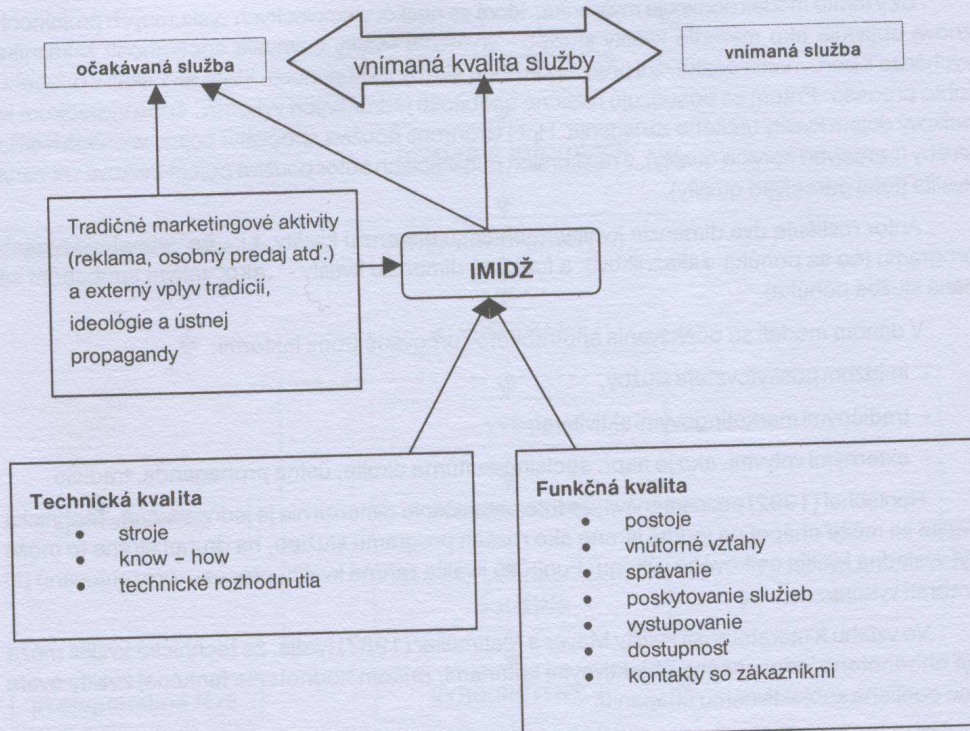 očakávaná služba
vnímaná kvalita služby
vnímaná služba
Tradičné marketingové aktivity
(reklama, osobný predaj atď.)
a externý vplyv tradícií,
ideológie a ústnej
propagandy
IMIDŽ
Technická kvalita
• stroje
• know – how
• technické rozhodnutia
Funkčná kvalita
• postoje
• vnútorné vzťahy
• správanie
• poskytovanie služieb
• vystupovanie
• dostupnosť
• kontakty so zákazníkmi